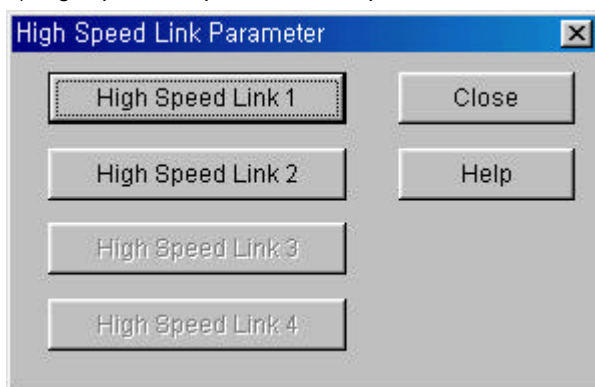 High Speed Link Parameter
High Speed Link 1
Close
High Speed Link 2
Help
High Speed Link 3
High Speed Link 4